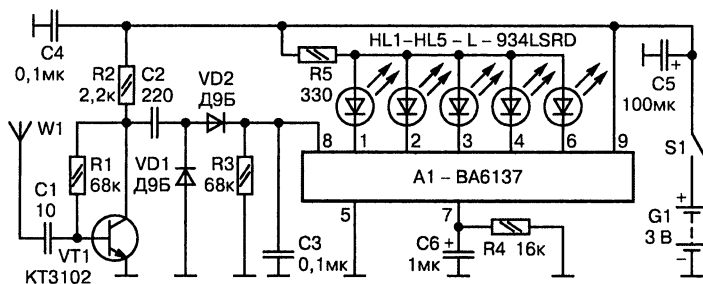 C4
0,1мк
R2
2,2к
C2
220
VD2
Д9Б
R5
330
HL1-HL5-L-934LSRD
C5
100мк
+
W1
C1
10
R1
68к
VD1
Д9Б
R3
68к
8 1 2 3 4 6 9
A1-BA6137
5 7
S1
VT1
КТ3102
C3
0,1мк
C6
1мк
+
R4 16к
+
G1
3 В
−